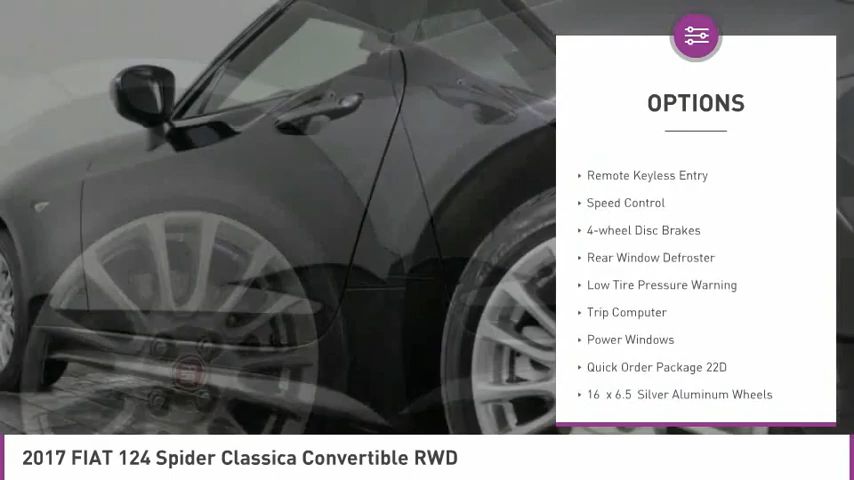 OPTIONS
Remote Keyless Entry
Speed Control
4-wheel Disc Brakes
Rear Window Defroster
Low Tire Pressure Warning
Trip Computer
Power Windows
Quick Order Package 22D
16 x 6.5 Silver Aluminum Wheels
2017 FIAT 124 Spider Classica Convertible RWD